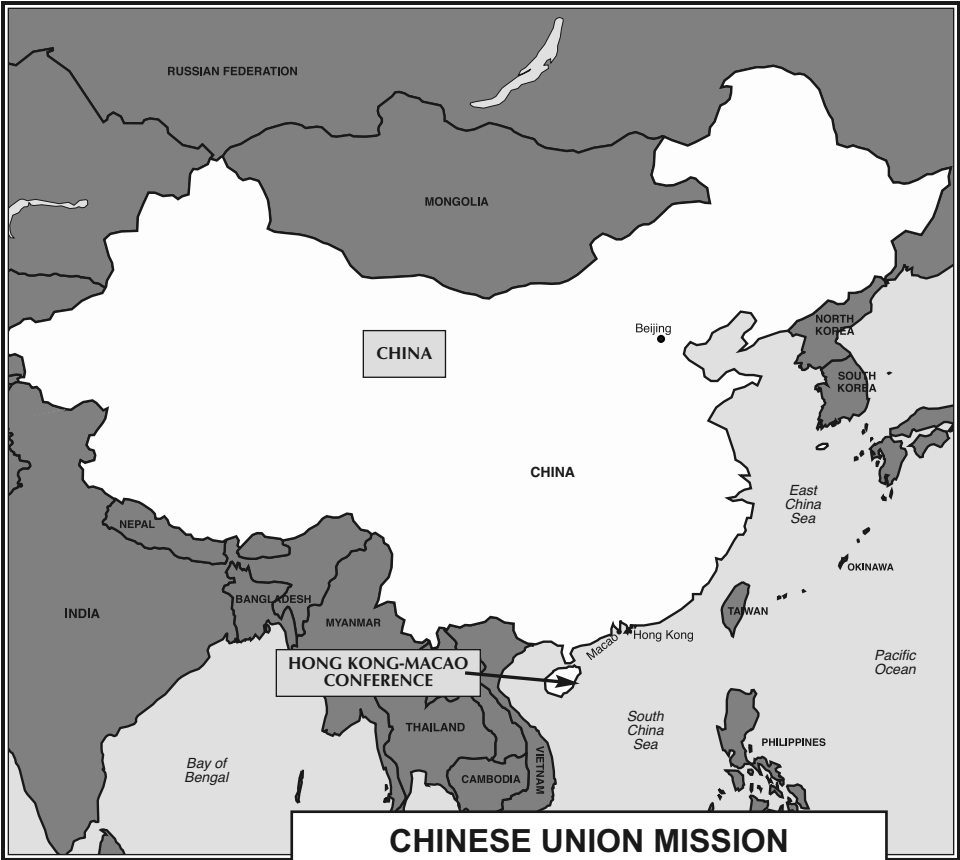 RUSSIAN FEDERATION
MONGOLIA
Beijing
NORTH
KOREA
CHINA
SOUTH
KOREA
CHINA
East
China
Sea
NEPAL
OKINAWA
BANGLADESH
INDIA
MYANMAR
TAIWAN
Macao
Hong Kong
HONG KONG-MACAO
CONFERENCE
Pacific
Ocean
South
China
Sea
THAILAND
PHILIPPINES
Bay of
Bengal
CAMBODIA
VIETNAM
CHINESE UNION MISSION